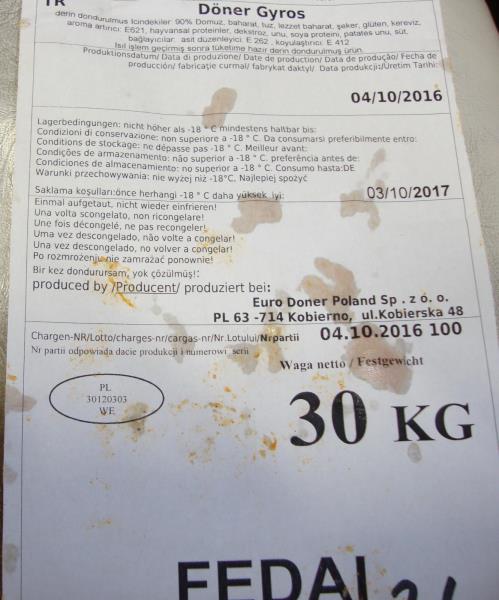 TR
Döner Gyros
derin dondurulmus Icindekiler: 90% Domuz, baharat, tuz, lezzet baharat, şeker, glüten, kereviz,
aroma artırıcı: E621, hayvansal proteinler, dekstroz, unu, soya proteini, patates unu, süt,
bağlayıcılar: asit düzenleyici: E 262 , koyulaştırıcı: E 412
Isıl işlem geçirmiş sonra tüketime hazır derin dondurulmuş ürün.
Produktionsdatum/ Data di produzione/ Date of production/ Data de produção/ Fecha de
producción/ fabricaţie curmal/ fabrykat daktyl/ Data produkcji:/Üretim Tarihi:
04/10/2016
Lagerbedingungen: nicht höher als -18 ° C mindestens haltbar bis:
Condizioni di conservazione: non superiore a -18° C. Da consumarsi preferibilmente entro:
Conditions de stockage: ne dépasse pas -18 ° C. Meilleur avant:
Condições de armazenamento: não superior a -18 ° C. preferência antes de:
Condiciones de almacenamiento: no superior a -18 ° C. Consumo hasta:DE
Warunki przechowywania: nie wyżej niż -18°C. Najlepiej spożyć
Saklama koşulları:önce herhangi -18 ° C daha yüksek iyi:
03/10/2017
Einmal aufgetaut, nicht wieder einfrieren!
Una volta scongelato, non ricongelare!
Une fois décongelé, ne pas recongeler!
Uma vez descongelado, não volte a congelar!
Una vez descongelado, no volver a congelar!
Po rozmrożeniu nie zamrażać ponownie!
Bir kez dondurursam, yok çözülmüş!:
produced by /Producent/ produziert bei:
Euro Doner Poland Sp . z o. o.
PL 63 -714 Kobierno, ul.Kobierska 48
Chargen-NR/Lotto/charges-nr/cargas-nr/Nr.Lotului/Nrpartii 04.10.2016 100
Nr partii odpowiada dacie produkcji i numerowi serii
Waga netto / Festgewicht
PL
30120303
WE
30 KG
FEDAI